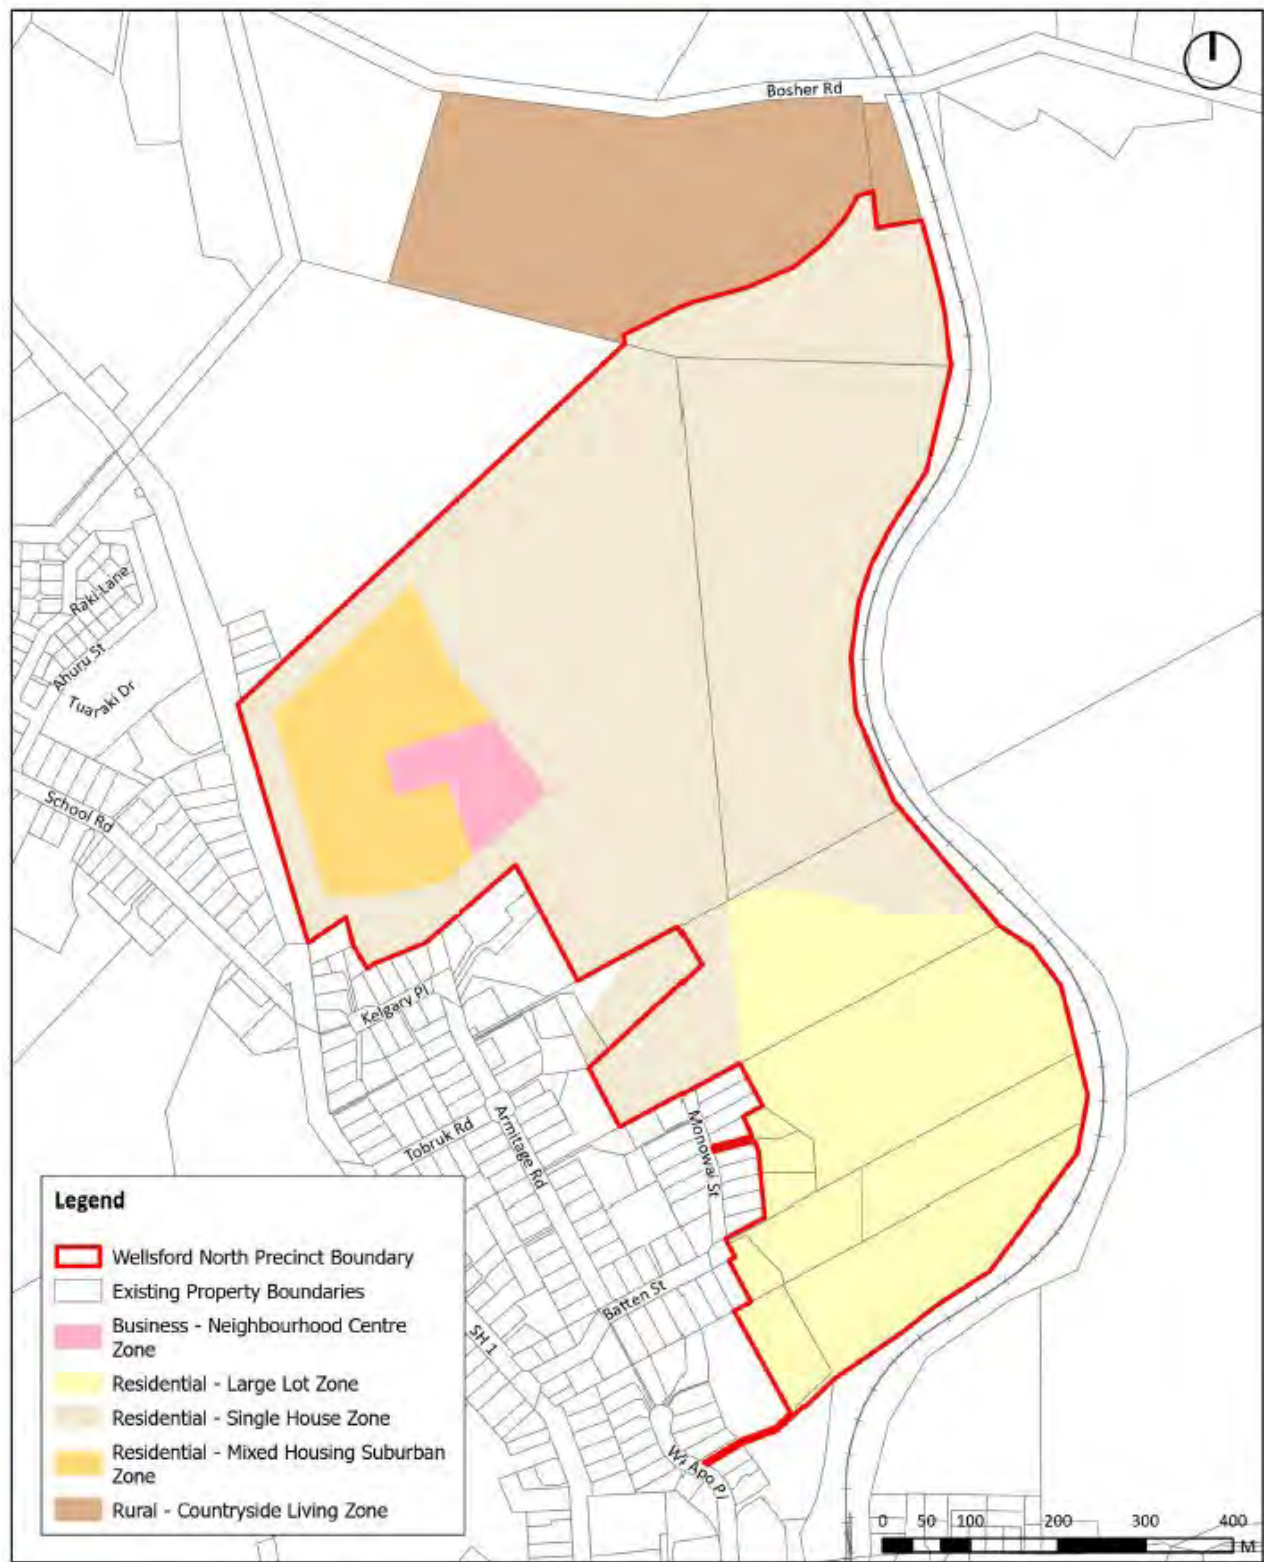 Bosher Rd
Raki Lane
Ahuru St
Tuaraki Dr
School Rd
Kelgary Pl
Tobruk Rd
Armitage Rd
Monowai St
Batten St
SH 1
Wi Apo Pl
Legend
Wellsford North Precinct Boundary
Existing Property Boundaries
Business - Neighbourhood Centre
Zone
Residential - Large Lot Zone
Residential - Single House Zone
Residential - Mixed Housing Suburban
Zone
Rural - Countryside Living Zone
0 50 100 200 300 400
M